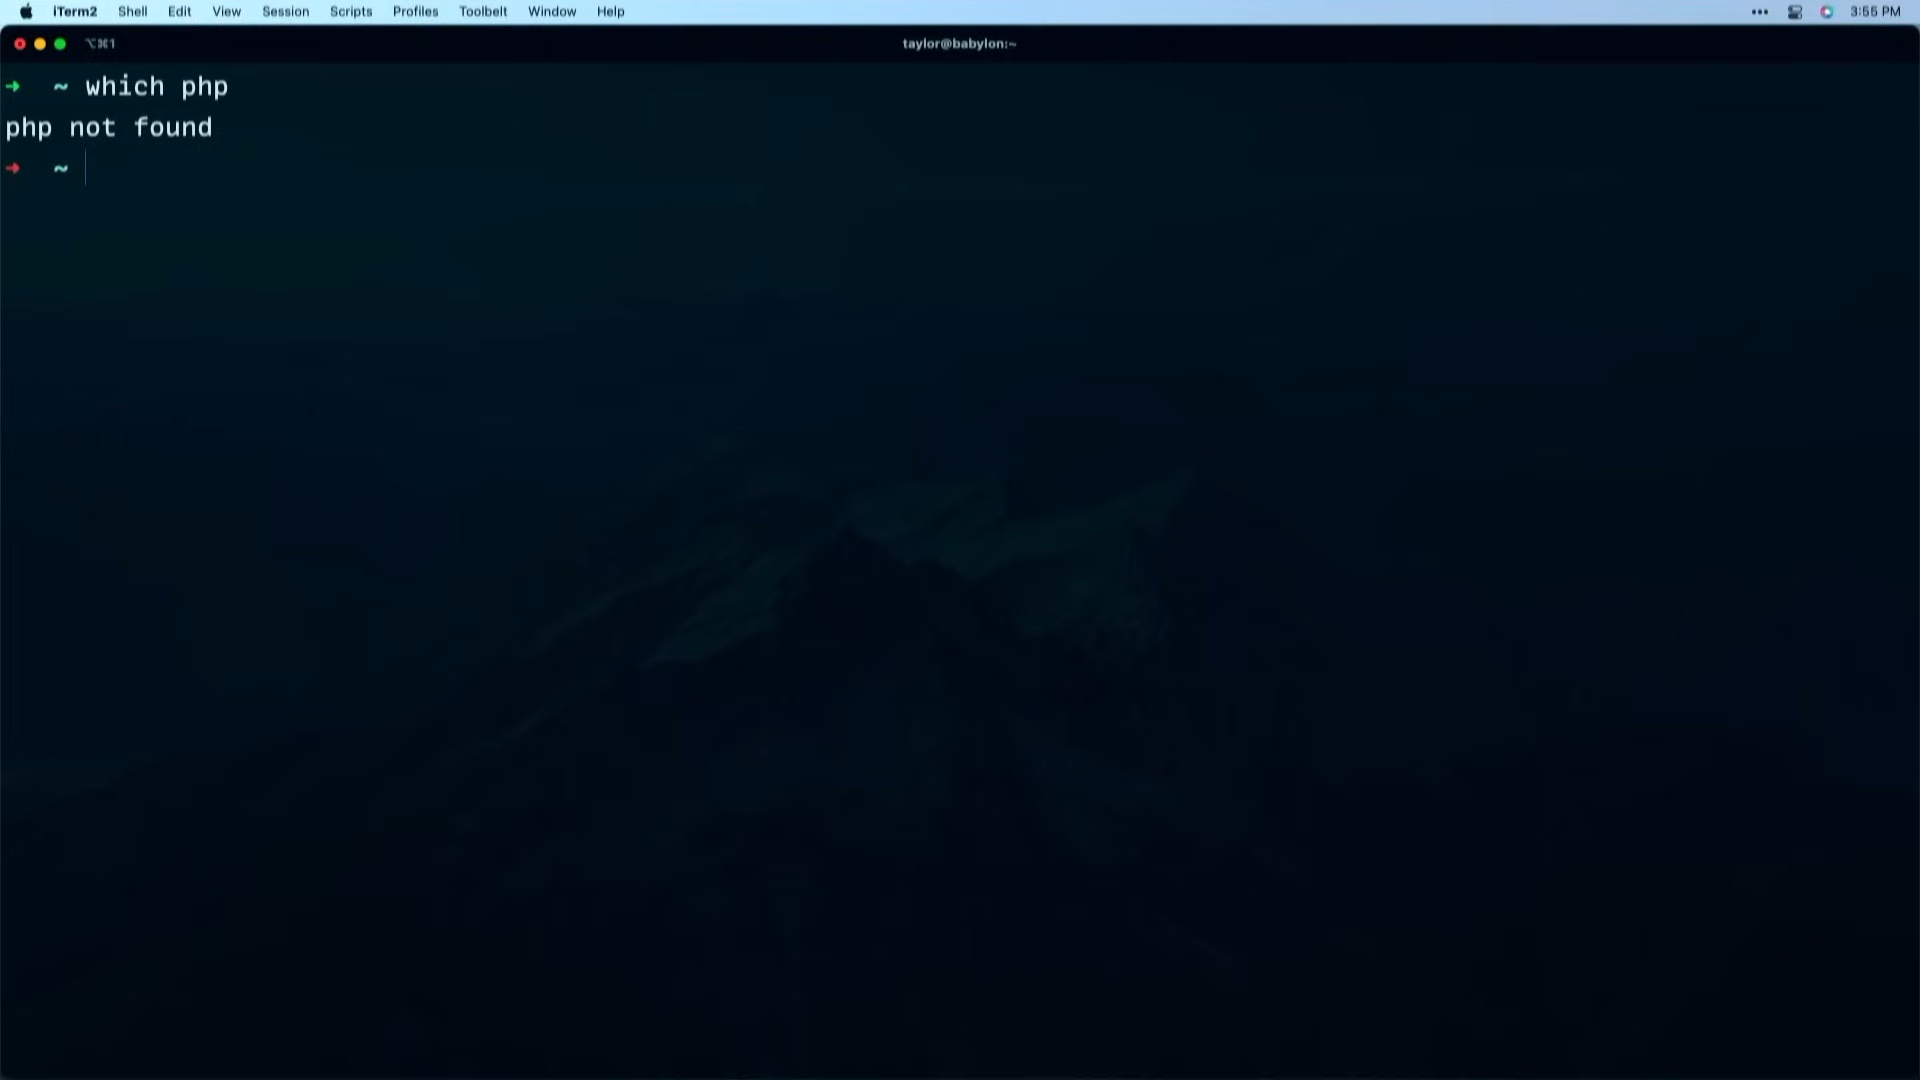 iTerm2 Shell Edit View Session Scripts Profiles Toolbelt Window Help 3:55 PM
⌥⌘1 taylor@babylon:~
➜ ~ which php
php not found
➜ ~